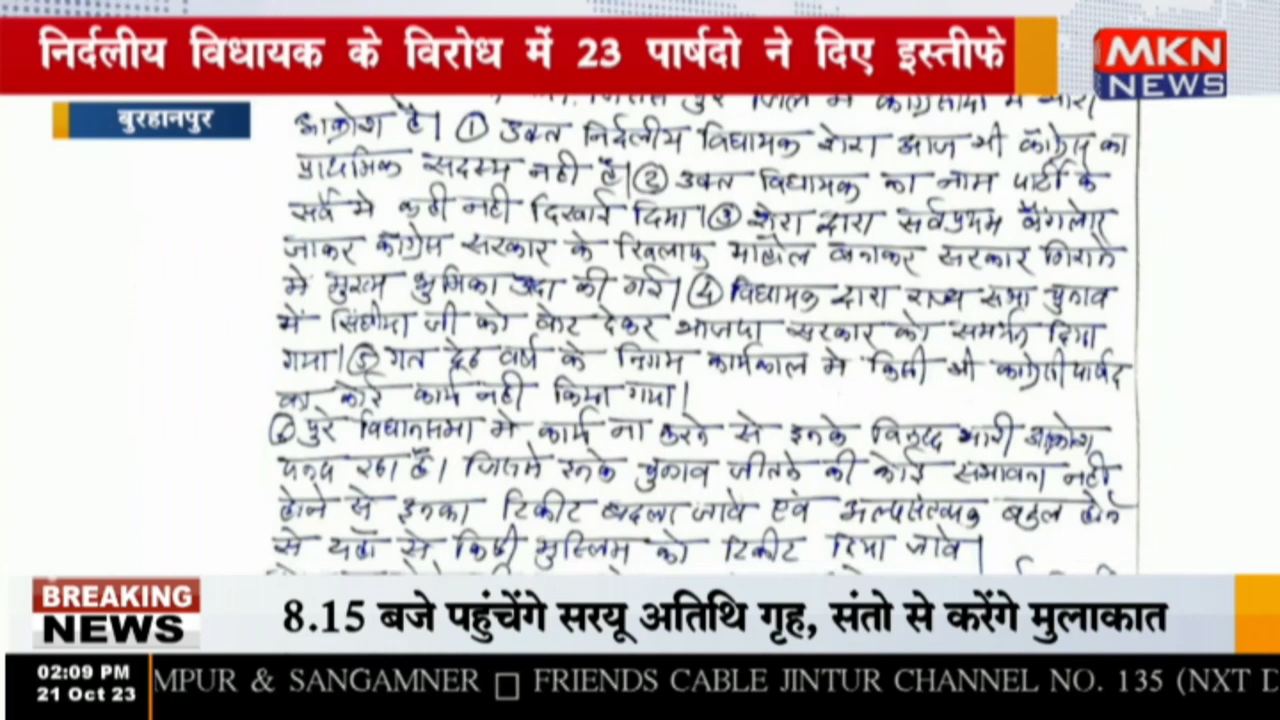 निर्दलीय विधायक के विरोध में 23 पार्षदो ने दिए इस्तीफे
MKN
NEWS
बुरहानपुर
आक्रोश है। ① उक्त निर्दलीय विधायक शेरा आज भी कॉग्रेस का
प्राथमिक सदस्य नही है। ② उक्त विधायक का नाम पार्टी के
सर्वे मे कही नही दिखाई दिया। ③ शेरा द्वारा सर्वप्रथम बैंगलोर
जाकर कॉग्रेस सरकार के खिलाफ माहोल बनाकर सरकार गिराने
मे मुख्य भुमिका अदा की गई। ④ विधायक द्वारा राज्य सभा चुनाव
में सिंधीया जी को वोट देकर भाजपा सरकार को समर्थन दिया
गया। ⑤ गत देढ वर्ष के निगम कार्यकाल मे किसी भी काग्रेसी पार्षद
का कोई कार्य नही किया गया।
⑥ पुरे विधानसभा मे कार्य ना करने से इनके विरुद्ध भारी आक्रोश
पनप रहा है। जिसमे इनके चुनाव जीतने की कोई संभावना नही
होने से इनका टिकीट बदला जावे एवं अल्पसंख्यक बहुल होने
से यहाँ से किसी मुस्लिम को टिकीट दिया जावे।
BREAKING
NEWS
8.15 बजे पहुंचेंगे सरयू अतिथि गृह, संतो से करेंगे मुलाकात
02:09 PM
21 Oct 23
MPUR & SANGAMNER □ FRIENDS CABLE JINTUR CHANNEL NO. 135 (NXT D